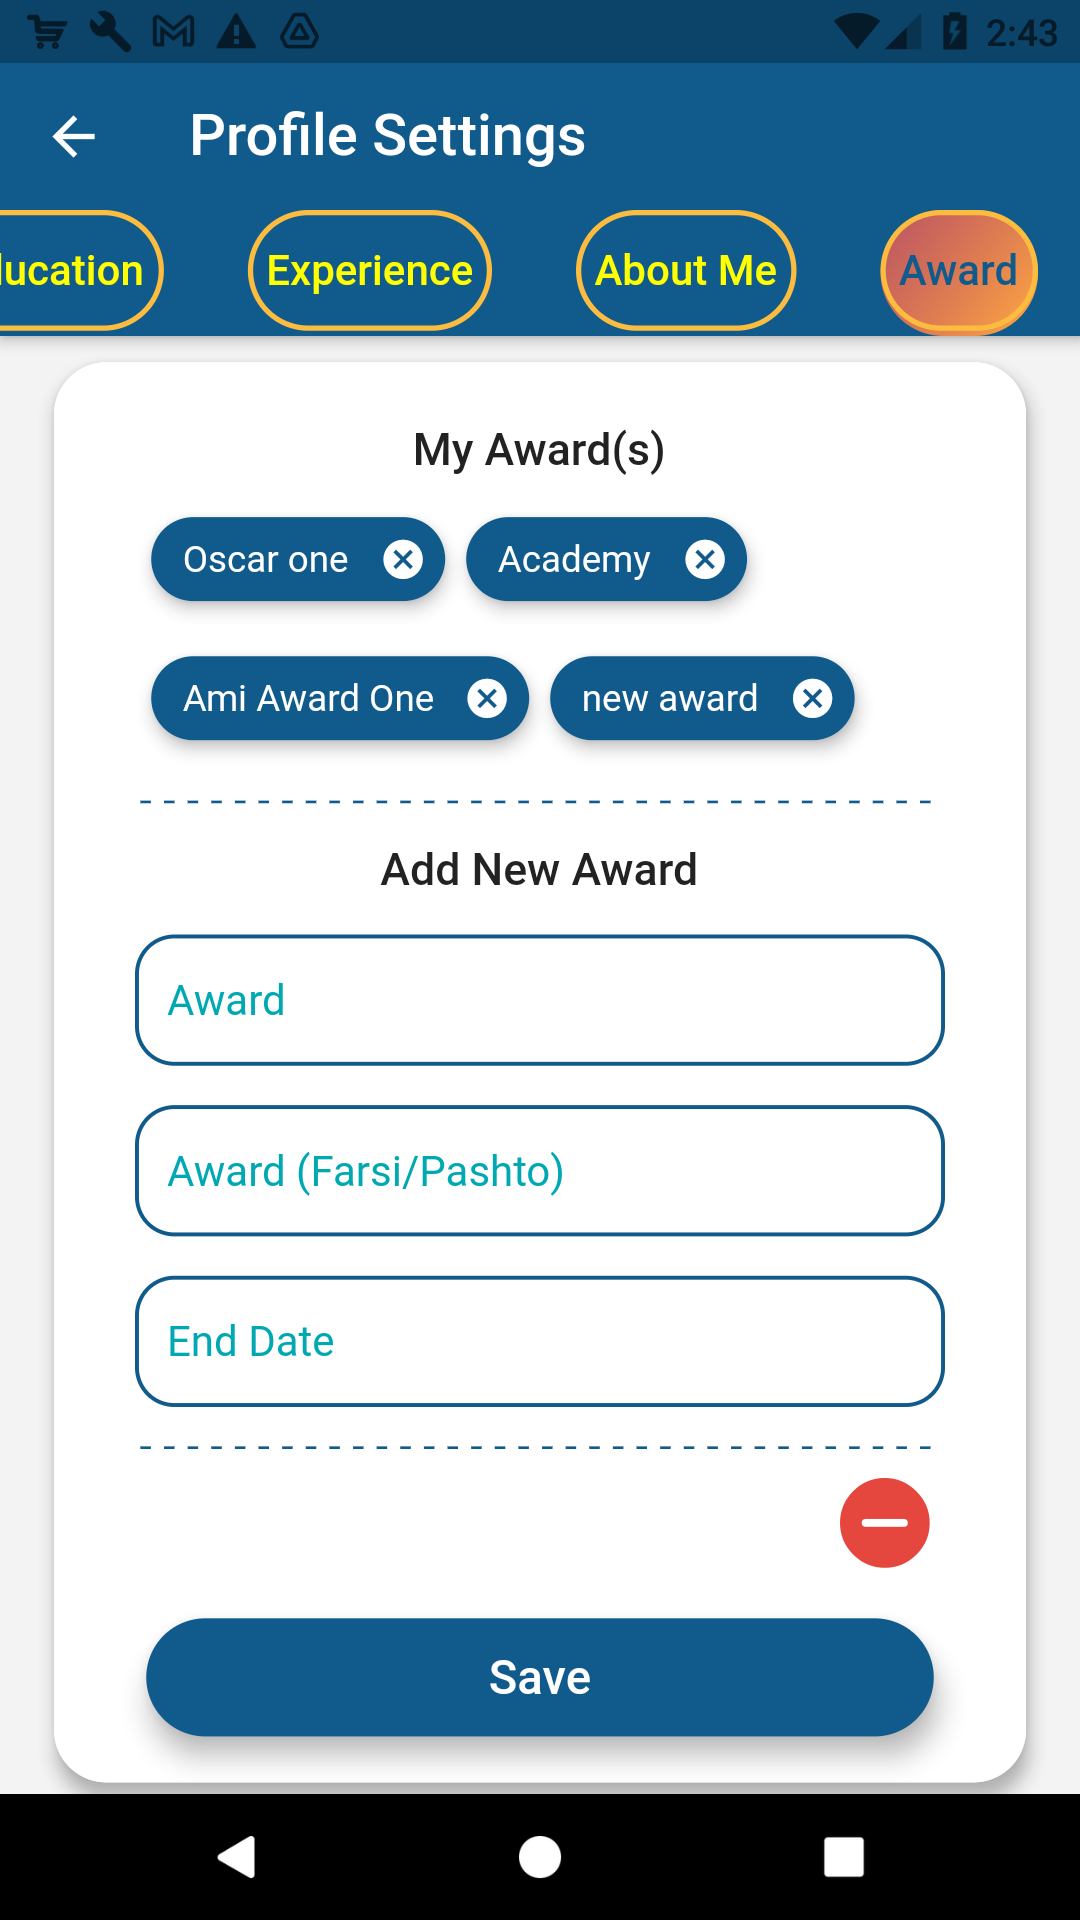 2:43
Profile Settings
ucation Experience About Me Award
My Award(s)
Oscar one Academy
Ami Award One new award
Add New Award
Award
Award (Farsi/Pashto)
End Date
Save